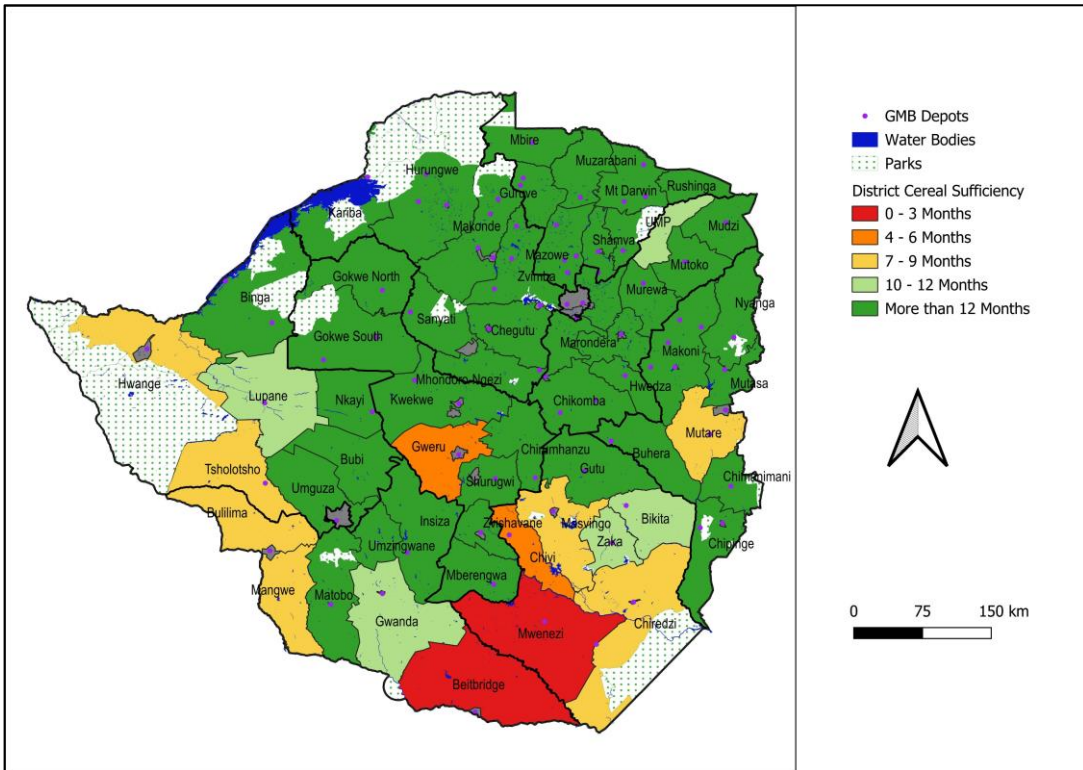 Mbire
Muzarabani
Hurungwe
Mt Darwin
Rushinga
Guruve
Kariba
UMP
Mudzi
Makonde
Shamva
Mazowe
Mutoko
Zvimba
Gokwe North
Murewa
Binga
Nyanga
Sanyati
Chegutu
Gokwe South
Marondera
Makoni
Hwange
Mhondoro-Ngezi
Hwedza
Mutasa
Lupane
Nkayi
Kwekwe
Chikomba
Gweru
Mutare
Bubi
Chirumhanzu
Buhera
Tsholotsho
Gutu
Chimanimani
Umguza
Shurugwi
Bulilima
Insiza
Zvishavane
Masvingo
Bikita
Zaka
Umzingwane
Chivi
Chipinge
Mberengwa
Mangwe
Matobo
Gwanda
Chiredzi
Mwenezi
Beitbridge
GMB Depots
Water Bodies
Parks
District Cereal Sufficiency
0 - 3 Months
4 - 6 Months
7 - 9 Months
10 - 12 Months
More than 12 Months
0 75 150 km